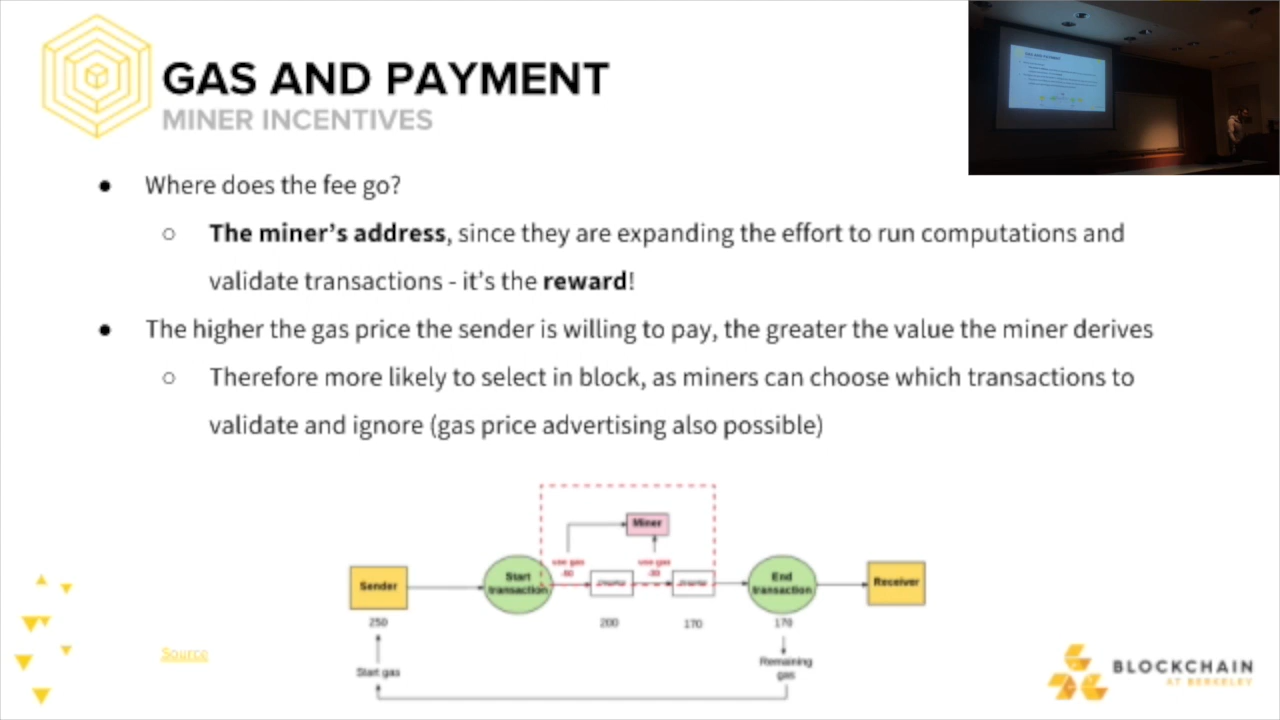 GAS AND PAYMENT
MINER INCENTIVES
● Where does the fee go?
○ The miner's address, since they are expanding the effort to run computations and
validate transactions - it's the reward!
● The higher the gas price the sender is willing to pay, the greater the value the miner derives
○ Therefore more likely to select in block, as miners can choose which transactions to
validate and ignore (gas price advertising also possible)
Miner
use gas
use gas
Sender
Start
transaction
End
transaction
Receiver
250
200
170
170
Start gas
Remaining
gas
Source
BLOCKCHAIN
AT BERKELEY